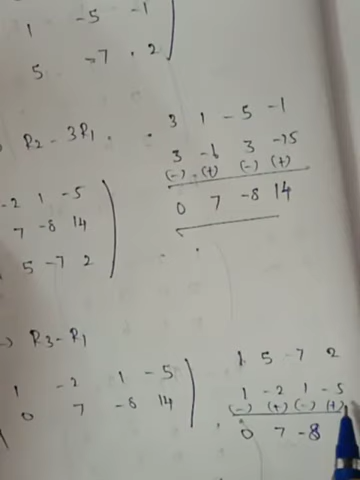 1 -5 -1
5 -7 2
R2 - 3R1
3 1 -5 -1
3 -6 3 -15
(-) (+) (-) (+)
0 7 -8 14
-2 1 -5
7 -8 14
5 -7 2
→ R3-R1
1 5 -7 2
1 -2 1 -5
(-) (+) (-) (+)
0 7 -8
1 -2 1 -5
0 7 -8 14